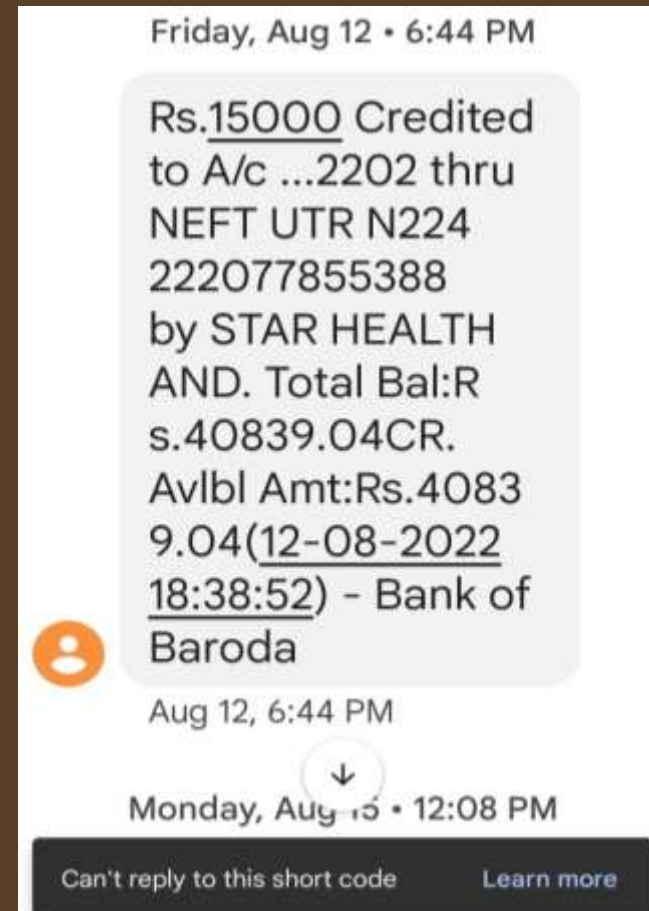 Friday, Aug 12 • 6:44 PM
Rs.15000 Credited
to A/c ...2202 thru
NEFT UTR N224
222077855388
by STAR HEALTH
AND. Total Bal:R
s.40839.04CR.
Avlbl Amt:Rs.4083
9.04(12-08-2022
18:38:52) - Bank of
Baroda
Aug 12, 6:44 PM
Monday, Aug 15 • 12:08 PM
Can't reply to this short code Learn more